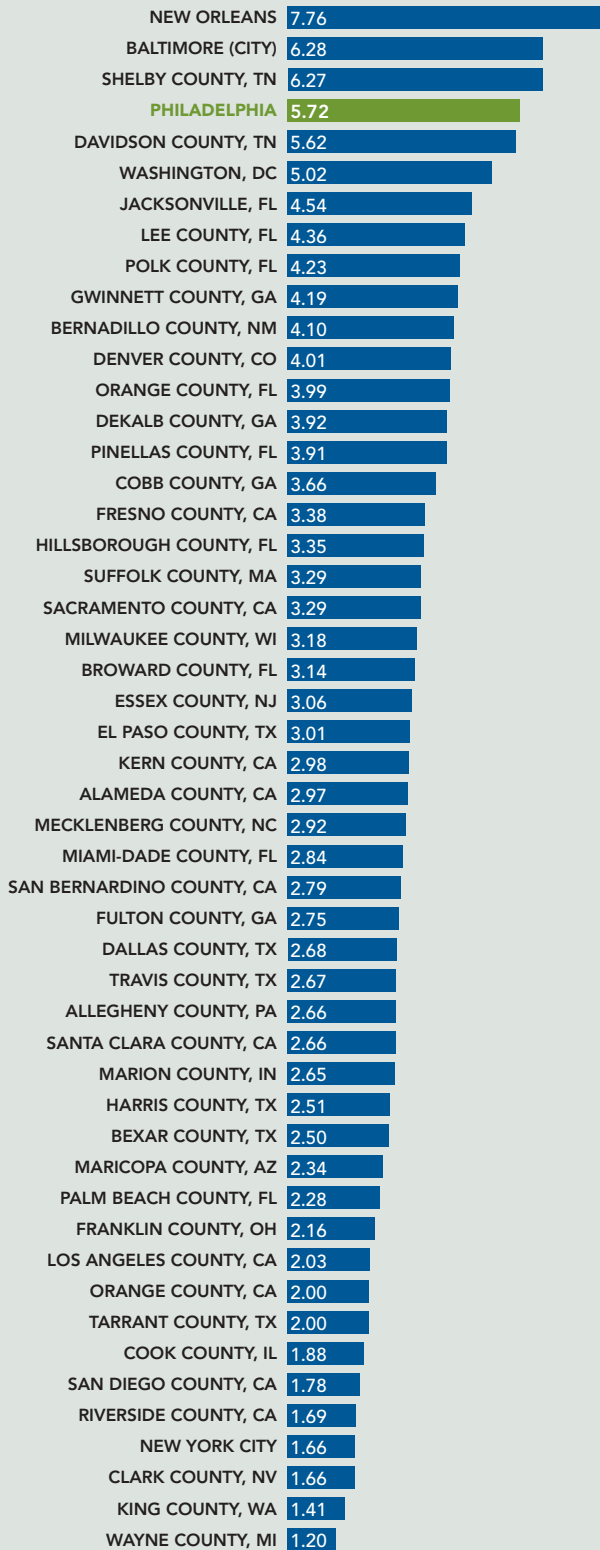 NEW ORLEANS 7.76
BALTIMORE (CITY) 6.28
SHELBY COUNTY, TN 6.27
PHILADELPHIA 5.72
DAVIDSON COUNTY, TN 5.62
WASHINGTON, DC 5.02
JACKSONVILLE, FL 4.54
LEE COUNTY, FL 4.36
POLK COUNTY, FL 4.23
GWINNETT COUNTY, GA 4.19
BERNADILLO COUNTY, NM 4.10
DENVER COUNTY, CO 4.01
ORANGE COUNTY, FL 3.99
DEKALB COUNTY, GA 3.92
PINELLAS COUNTY, FL 3.91
COBB COUNTY, GA 3.66
FRESNO COUNTY, CA 3.38
HILLSBOROUGH COUNTY, FL 3.35
SUFFOLK COUNTY, MA 3.29
SACRAMENTO COUNTY, CA 3.29
MILWAUKEE COUNTY, WI 3.18
BROWARD COUNTY, FL 3.14
ESSEX COUNTY, NJ 3.06
EL PASO COUNTY, TX 3.01
KERN COUNTY, CA 2.98
ALAMEDA COUNTY, CA 2.97
MECKLENBERG COUNTY, NC 2.92
MIAMI-DADE COUNTY, FL 2.84
SAN BERNARDINO COUNTY, CA 2.79
FULTON COUNTY, GA 2.75
DALLAS COUNTY, TX 2.68
TRAVIS COUNTY, TX 2.67
ALLEGHENY COUNTY, PA 2.66
SANTA CLARA COUNTY, CA 2.66
MARION COUNTY, IN 2.65
HARRIS COUNTY, TX 2.51
BEXAR COUNTY, TX 2.50
MARICOPA COUNTY, AZ 2.34
PALM BEACH COUNTY, FL 2.28
FRANKLIN COUNTY, OH 2.16
LOS ANGELES COUNTY, CA 2.03
ORANGE COUNTY, CA 2.00
TARRANT COUNTY, TX 2.00
COOK COUNTY, IL 1.88
SAN DIEGO COUNTY, CA 1.78
RIVERSIDE COUNTY, CA 1.69
NEW YORK CITY 1.66
CLARK COUNTY, NV 1.66
KING COUNTY, WA 1.41
WAYNE COUNTY, MI 1.20